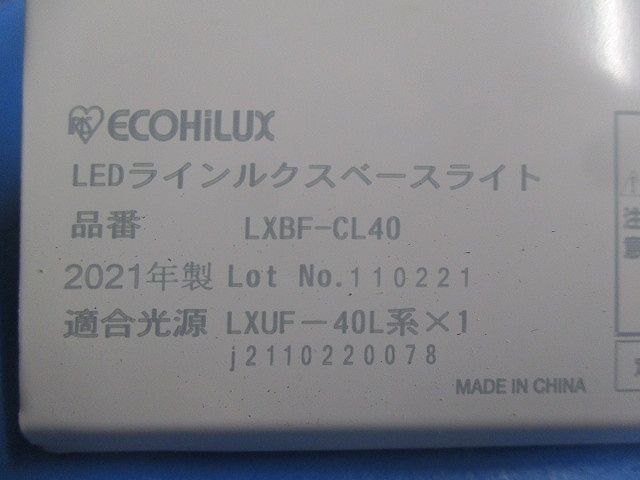 ECOHiLUX
LEDラインルクスベースライト
品番 LXBF-CL40
2021年製 Lot No.110221
適合光源 LXUF-40L系×1
j2110220078
MADE IN CHINA
注